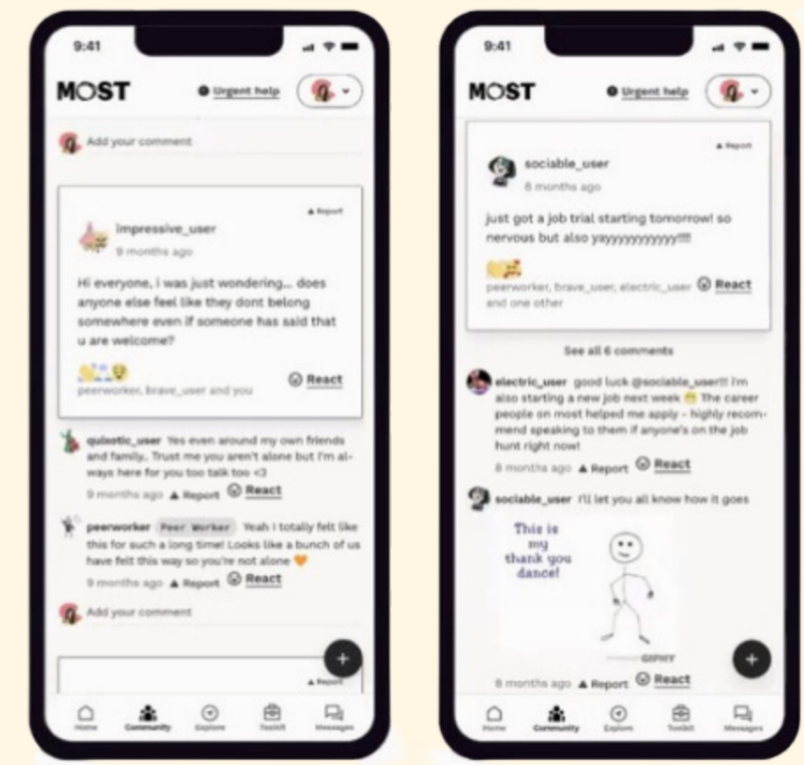 9:41
MOST
Urgent help
Add your comment
Report
impressive_user
9 months ago
Hi everyone, i was just wondering... does
anyone else feel like they dont belong
somewhere even if someone has said that
u are welcome?
React
peerworker, brave_user and you
quixotic_user Yes even around my own friends
and family.. Trust me you aren't alone but I'm al-
ways here for you too talk too <3
9 months ago Report React
peerworker Peer Worker Yeah I totally felt like
this for such a long time! Looks like a bunch of us
have felt this way so you're not alone 🧡
9 months ago Report React
Add your comment
+
Report
Home Community Explore Toolkit Messages
9:41
MOST
Urgent help
Report
sociable_user
8 months ago
just got a job trial starting tomorrow! so
nervous but also yayyyyyyyyyy!!!!
peerworker, brave_user, electric_user React
and one other
See all 6 comments
electric_user good luck @sociable_user!!! i'm
also starting a new job next week 😁 The career
people on most helped me apply - highly recom-
mend speaking to them if anyone's on the job
hunt right now!
8 months ago Report React
sociable_user I'll let you all know how it goes
This is
my
thank you
dance!
GIPHY
+
8 months ago Report React
Home Community Explore Toolkit Messages